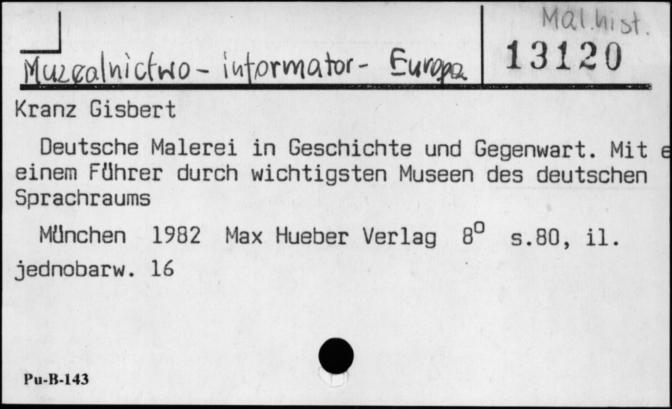 Mal.hist.
13120
Muzealnictwo - informator - Europa
Kranz Gisbert
Deutsche Malerei in Geschichte und Gegenwart. Mit e
einem Führer durch wichtigsten Museen des deutschen
Sprachraums
München 1982 Max Hueber Verlag 8° s.80, il.
jednobarw. 16
Pu-B-143